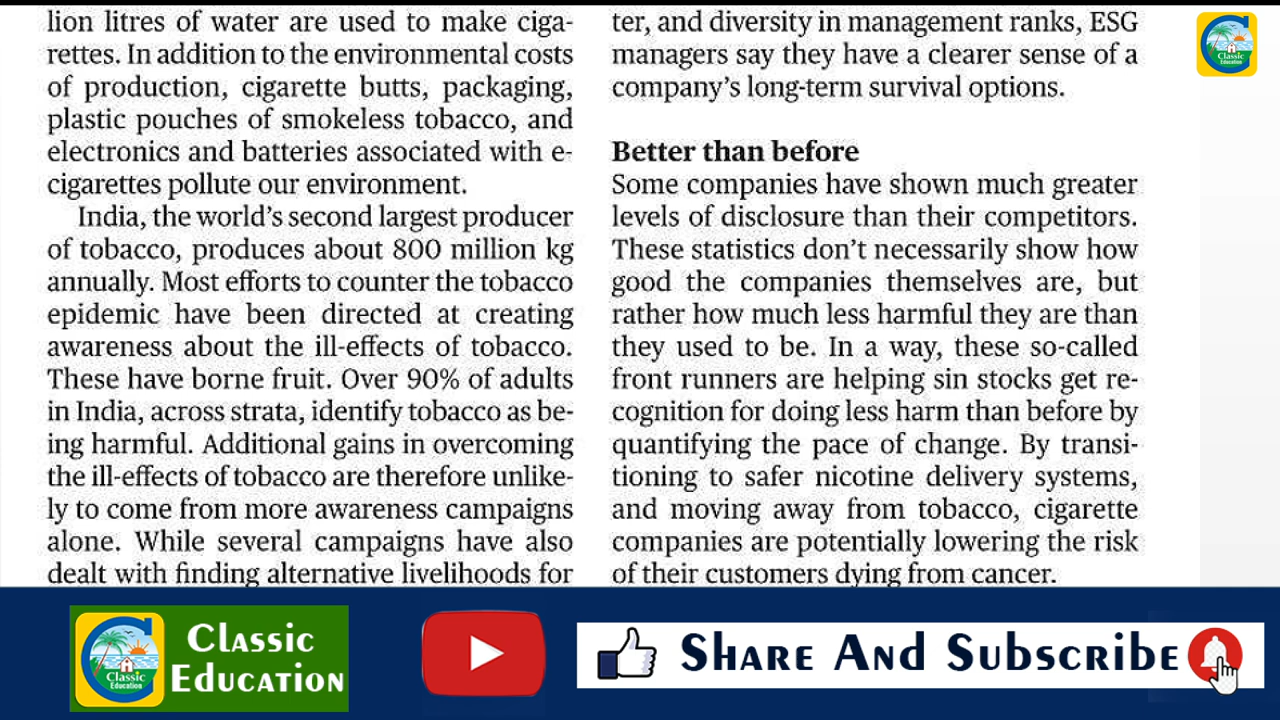 lion litres of water are used to make ciga-
rettes. In addition to the environmental costs
of production, cigarette butts, packaging,
plastic pouches of smokeless tobacco, and
electronics and batteries associated with e-
cigarettes pollute our environment.
India, the world's second largest producer
of tobacco, produces about 800 million kg
annually. Most efforts to counter the tobacco
epidemic have been directed at creating
awareness about the ill-effects of tobacco.
These have borne fruit. Over 90% of adults
in India, across strata, identify tobacco as be-
ing harmful. Additional gains in overcoming
the ill-effects of tobacco are therefore unlike-
ly to come from more awareness campaigns
alone. While several campaigns have also
dealt with finding alternative livelihoods for
ter, and diversity in management ranks, ESG
managers say they have a clearer sense of a
company's long-term survival options.
Better than before
Some companies have shown much greater
levels of disclosure than their competitors.
These statistics don't necessarily show how
good the companies themselves are, but
rather how much less harmful they are than
they used to be. In a way, these so-called
front runners are helping sin stocks get re-
cognition for doing less harm than before by
quantifying the pace of change. By transi-
tioning to safer nicotine delivery systems,
and moving away from tobacco, cigarette
companies are potentially lowering the risk
of their customers dying from cancer.
Classic
Education
Classic
Education
Classic
Education
Share And Subscribe